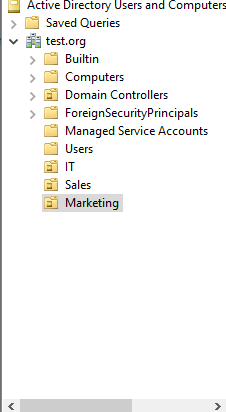 Active Directory Users and Computers
Saved Queries
test.org
Builtin
Computers
Domain Controllers
ForeignSecurityPrincipals
Managed Service Accounts
Users
IT
Sales
Marketing